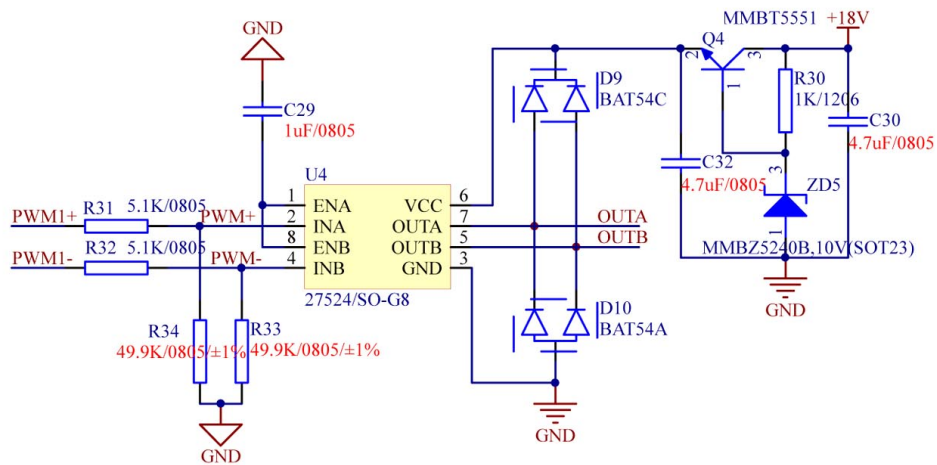 GND
C29
1uF/0805
U4
R31
5.1K/0805
PWM1+
PWM+
R32
5.1K/0805
PWM1-
PWM-
1
ENA
2
INA
8
ENB
4
INB
VCC
6
OUTA
7
OUTB
5
GND
3
27524/SO-G8
R34
49.9K/0805/±1%
R33
49.9K/0805/±1%
GND
D9
BAT54C
OUTA
OUTB
D10
BAT54A
GND
MMBT5551
+18V
Q4
2
3
1
R30
1K/1206
C30
4.7uF/0805
C32
4.7uF/0805
3
ZD5
1
MMBZ5240B,10V(SOT23)
GND